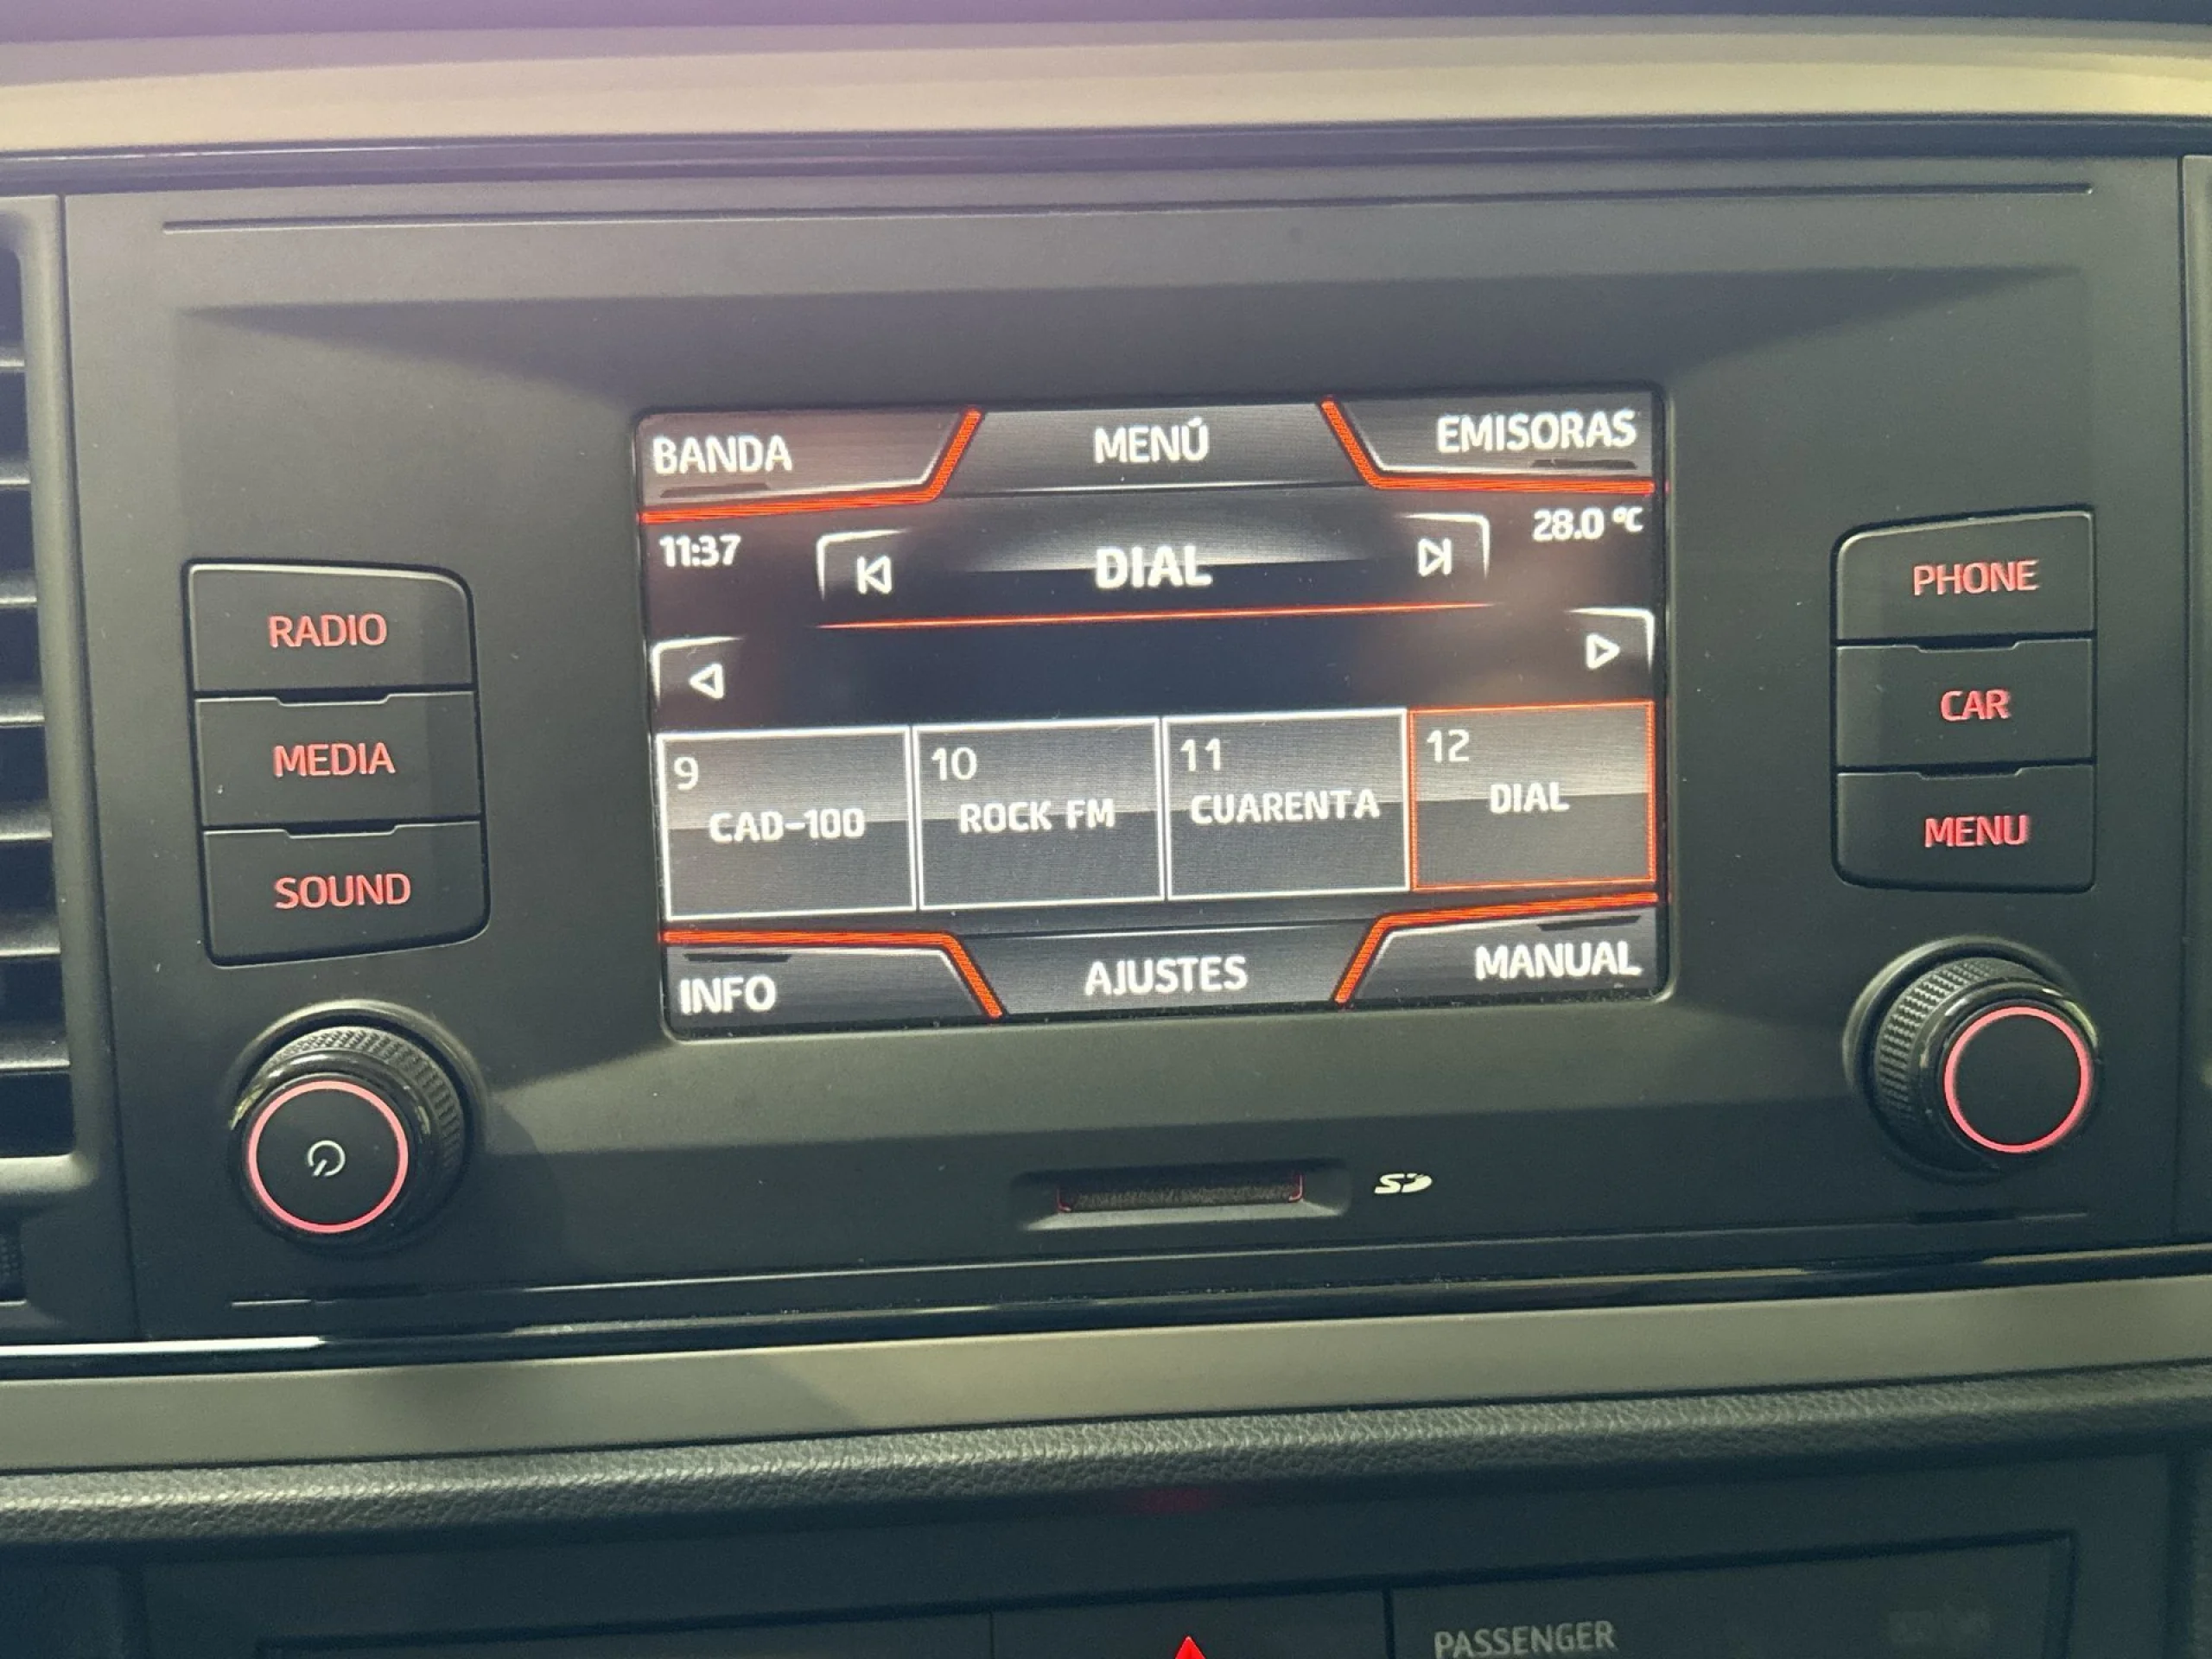 BANDA
MENÚ
EMISORAS
11:37
DIAL
28.0 ºC
9
CAD-100
10
ROCK FM
11
CUARENTA
12
DIAL
INFO
AJUSTES
MANUAL
RADIO
MEDIA
SOUND
PHONE
CAR
MENU
SD
PASSENGER